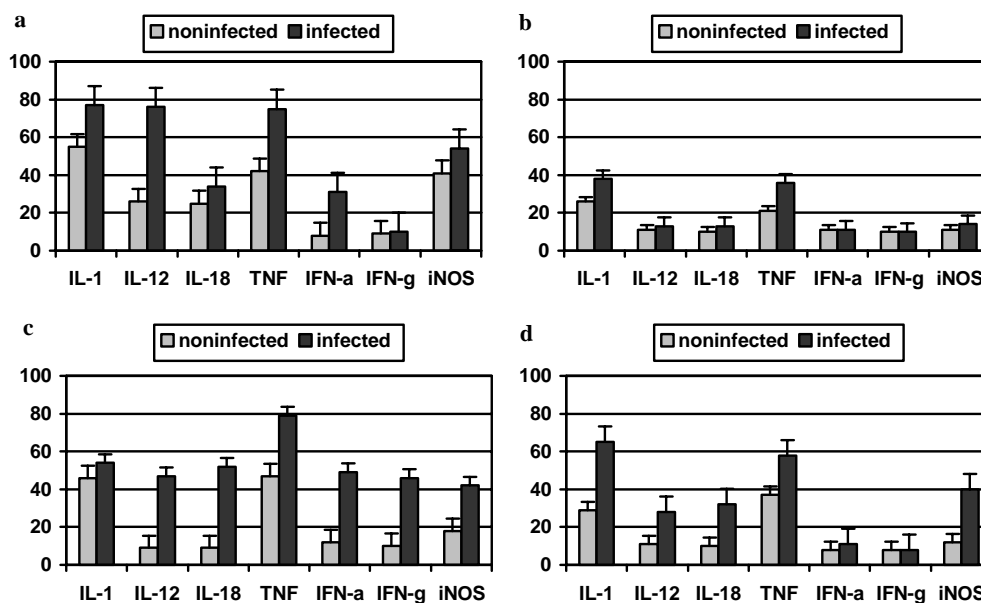 a
noninfected infected
100
80
60
40
20
0
IL-1 IL-12 IL-18 TNF IFN-a IFN-g iNOS
b
noninfected infected
100
80
60
40
20
0
IL-1 IL-12 IL-18 TNF IFN-a IFN-g iNOS
c
noninfected infected
100
80
60
40
20
0
IL-1 IL-12 IL-18 TNF IFN-a IFN-g iNOS
d
noninfected infected
100
80
60
40
20
0
IL-1 IL-12 IL-18 TNF IFN-a IFN-g iNOS